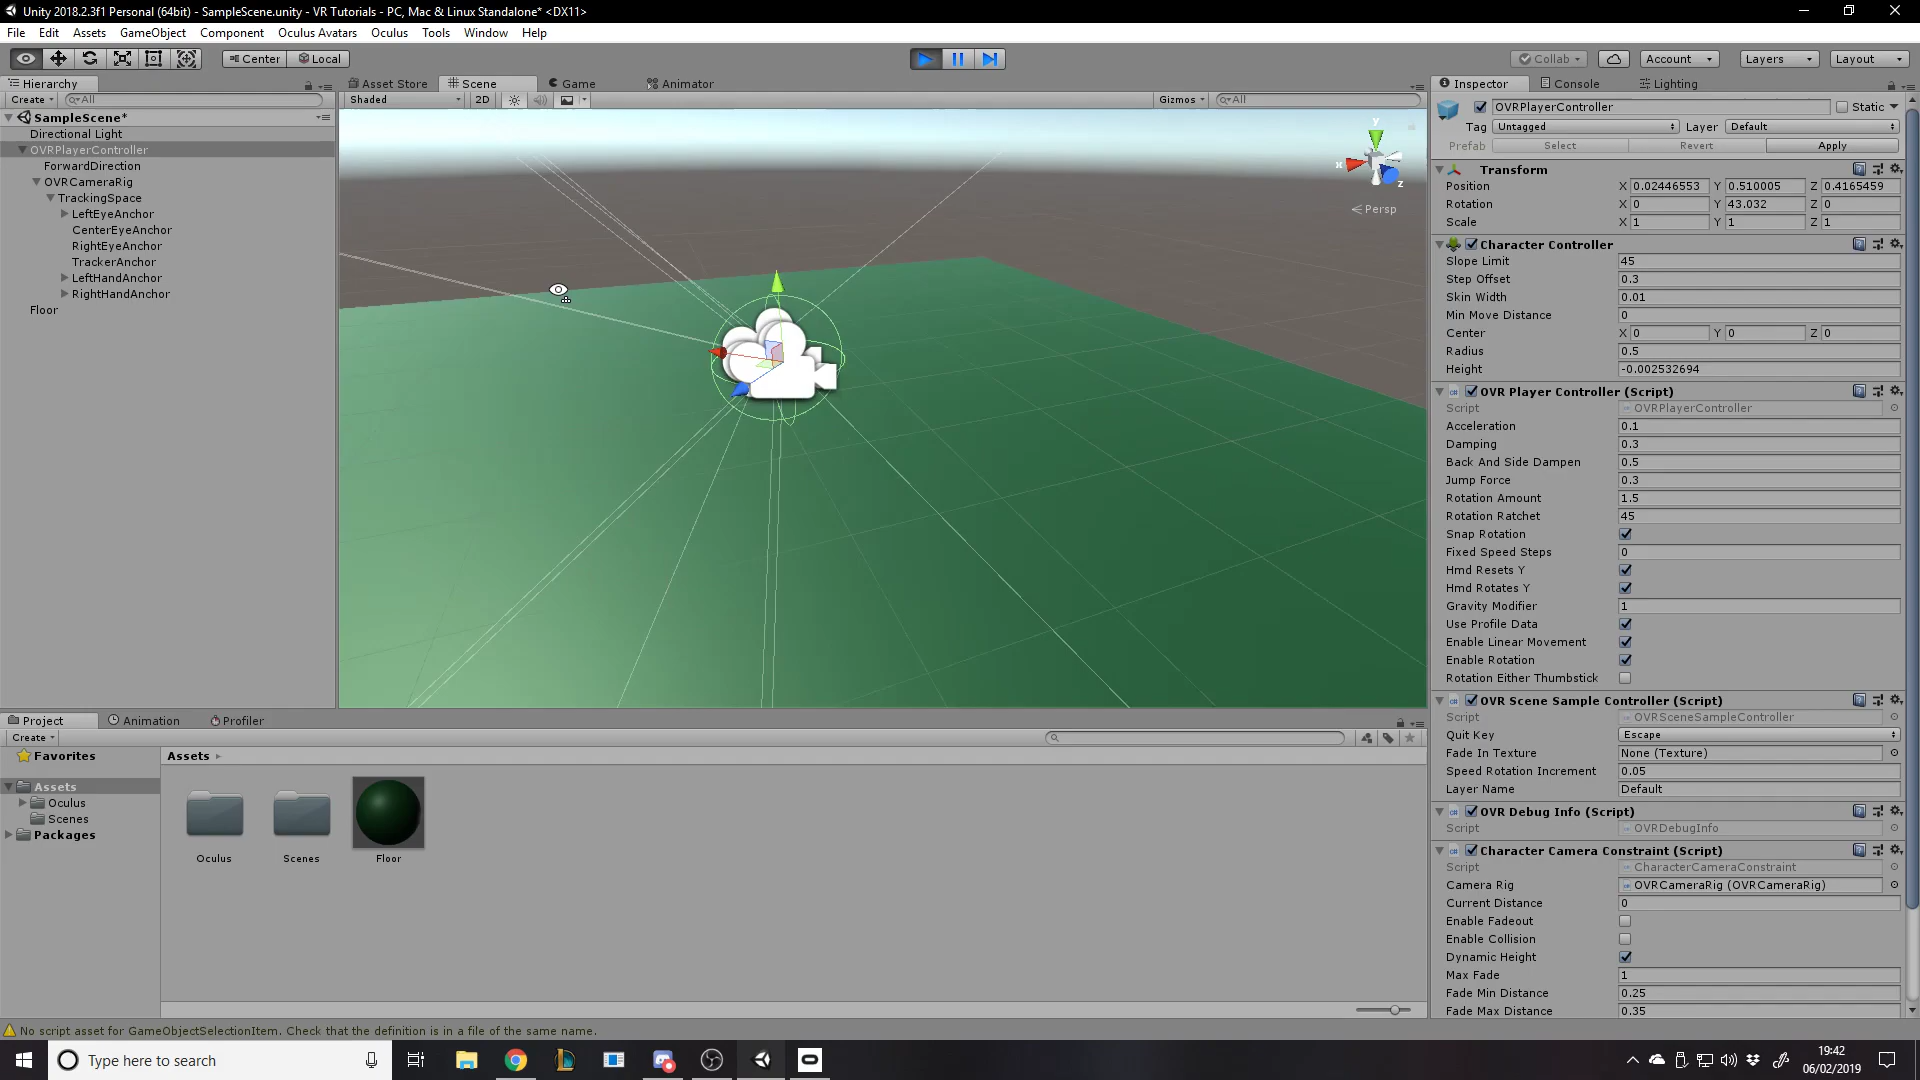 Unity 2018.2.3f1 Personal (64bit) - SampleScene.unity - VR Tutorials - PC, Mac & Linux Standalone* <DX11>
File Edit Assets GameObject Component Oculus Avatars Oculus Tools Window Help
Center Local Collab Account Layers Layout
Hierarchy
Create All
SampleScene*
Directional Light
OVRPlayerController
ForwardDirection
OVRCameraRig
TrackingSpace
LeftEyeAnchor
CenterEyeAnchor
RightEyeAnchor
TrackerAnchor
LeftHandAnchor
RightHandAnchor
Floor
Asset Store Scene Game Animator
Shaded 2D Gizmos All
y
x
z
Persp
Inspector Console Lighting
OVRPlayerController Static
Tag Untagged Layer Default
Prefab Select Revert Apply
Transform
Position X 0.02446553 Y 0.510005 Z 0.4165459
Rotation X 0 Y 43.032 Z 0
Scale X 1 Y 1 Z 1
Character Controller
Slope Limit 45
Step Offset 0.3
Skin Width 0.01
Min Move Distance 0
Center X 0 Y 0 Z 0
Radius 0.5
Height -0.002532694
OVR Player Controller (Script)
Script OVRPlayerController
Acceleration 0.1
Damping 0.3
Back And Side Dampen 0.5
Jump Force 0.3
Rotation Amount 1.5
Rotation Ratchet 45
Snap Rotation
Fixed Speed Steps 0
Hmd Resets Y
Hmd Rotates Y
Gravity Modifier 1
Use Profile Data
Enable Linear Movement
Enable Rotation
Rotation Either Thumbstick
OVR Scene Sample Controller (Script)
Script OVRSceneSampleController
Quit Key Escape
Fade In Texture None (Texture)
Speed Rotation Increment 0.05
Layer Name Default
OVR Debug Info (Script)
Script OVRDebugInfo
Character Camera Constraint (Script)
Script CharacterCameraConstraint
Camera Rig OVRCameraRig (OVRCameraRig)
Current Distance 0
Enable Fadeout
Enable Collision
Dynamic Height
Max Fade 1
Fade Min Distance 0.25
Fade Max Distance 0.35
Project Animation Profiler
Create
Favorites
Assets
Oculus
Scenes
Packages
Assets
Oculus Scenes Floor
No script asset for GameObjectSelectionItem. Check that the definition is in a file of the same name.
Type here to search
19:42
06/02/2019